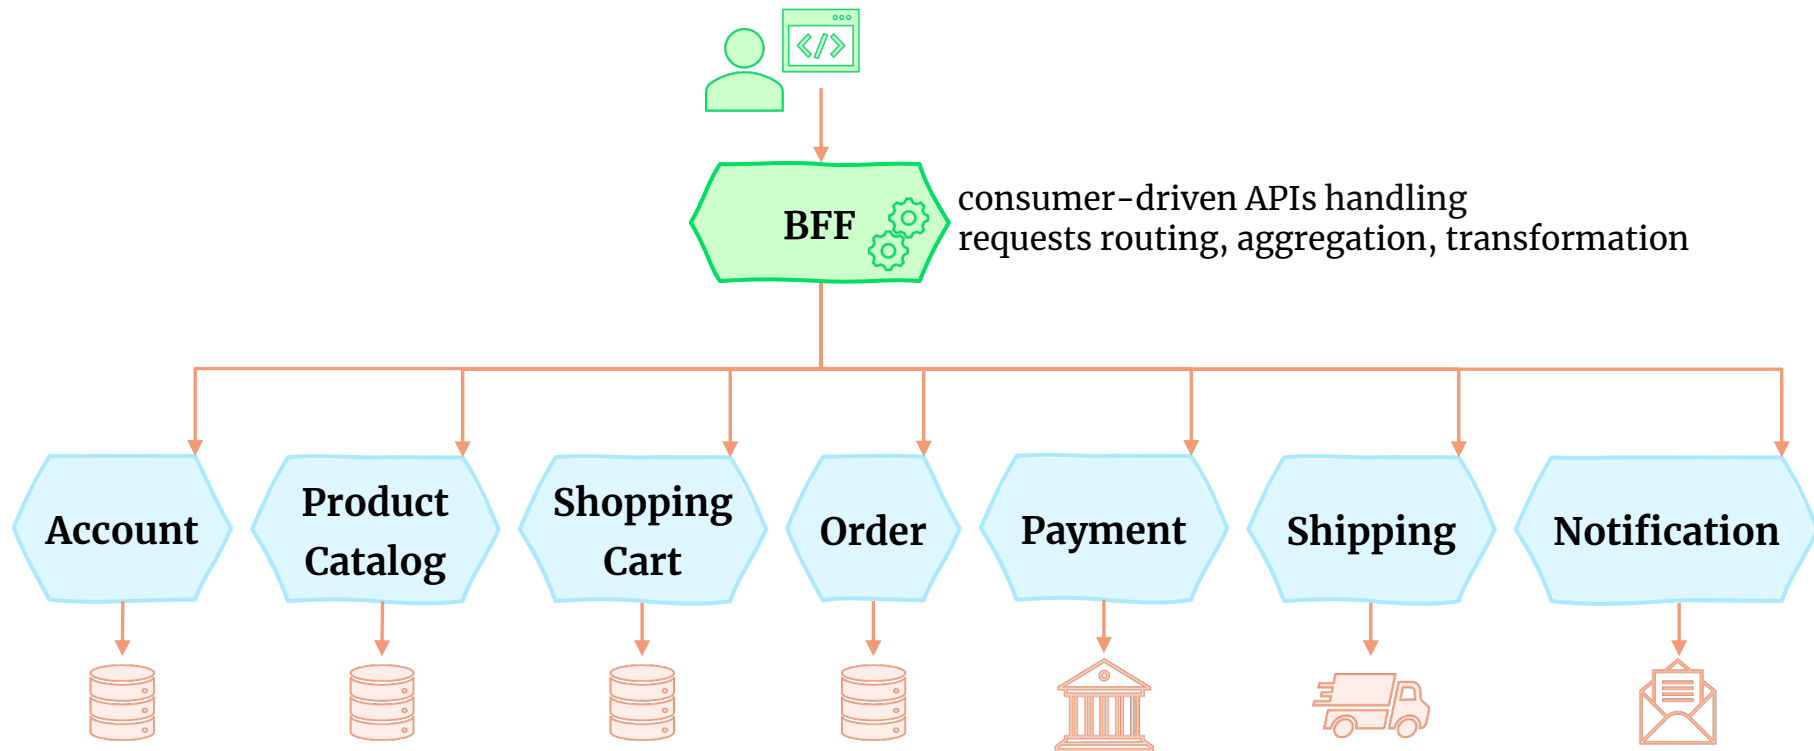 </>
BFF
consumer-driven APIs handling
requests routing, aggregation, transformation
Account
Product
Catalog
Shopping
Cart
Order
Payment
Shipping
Notification